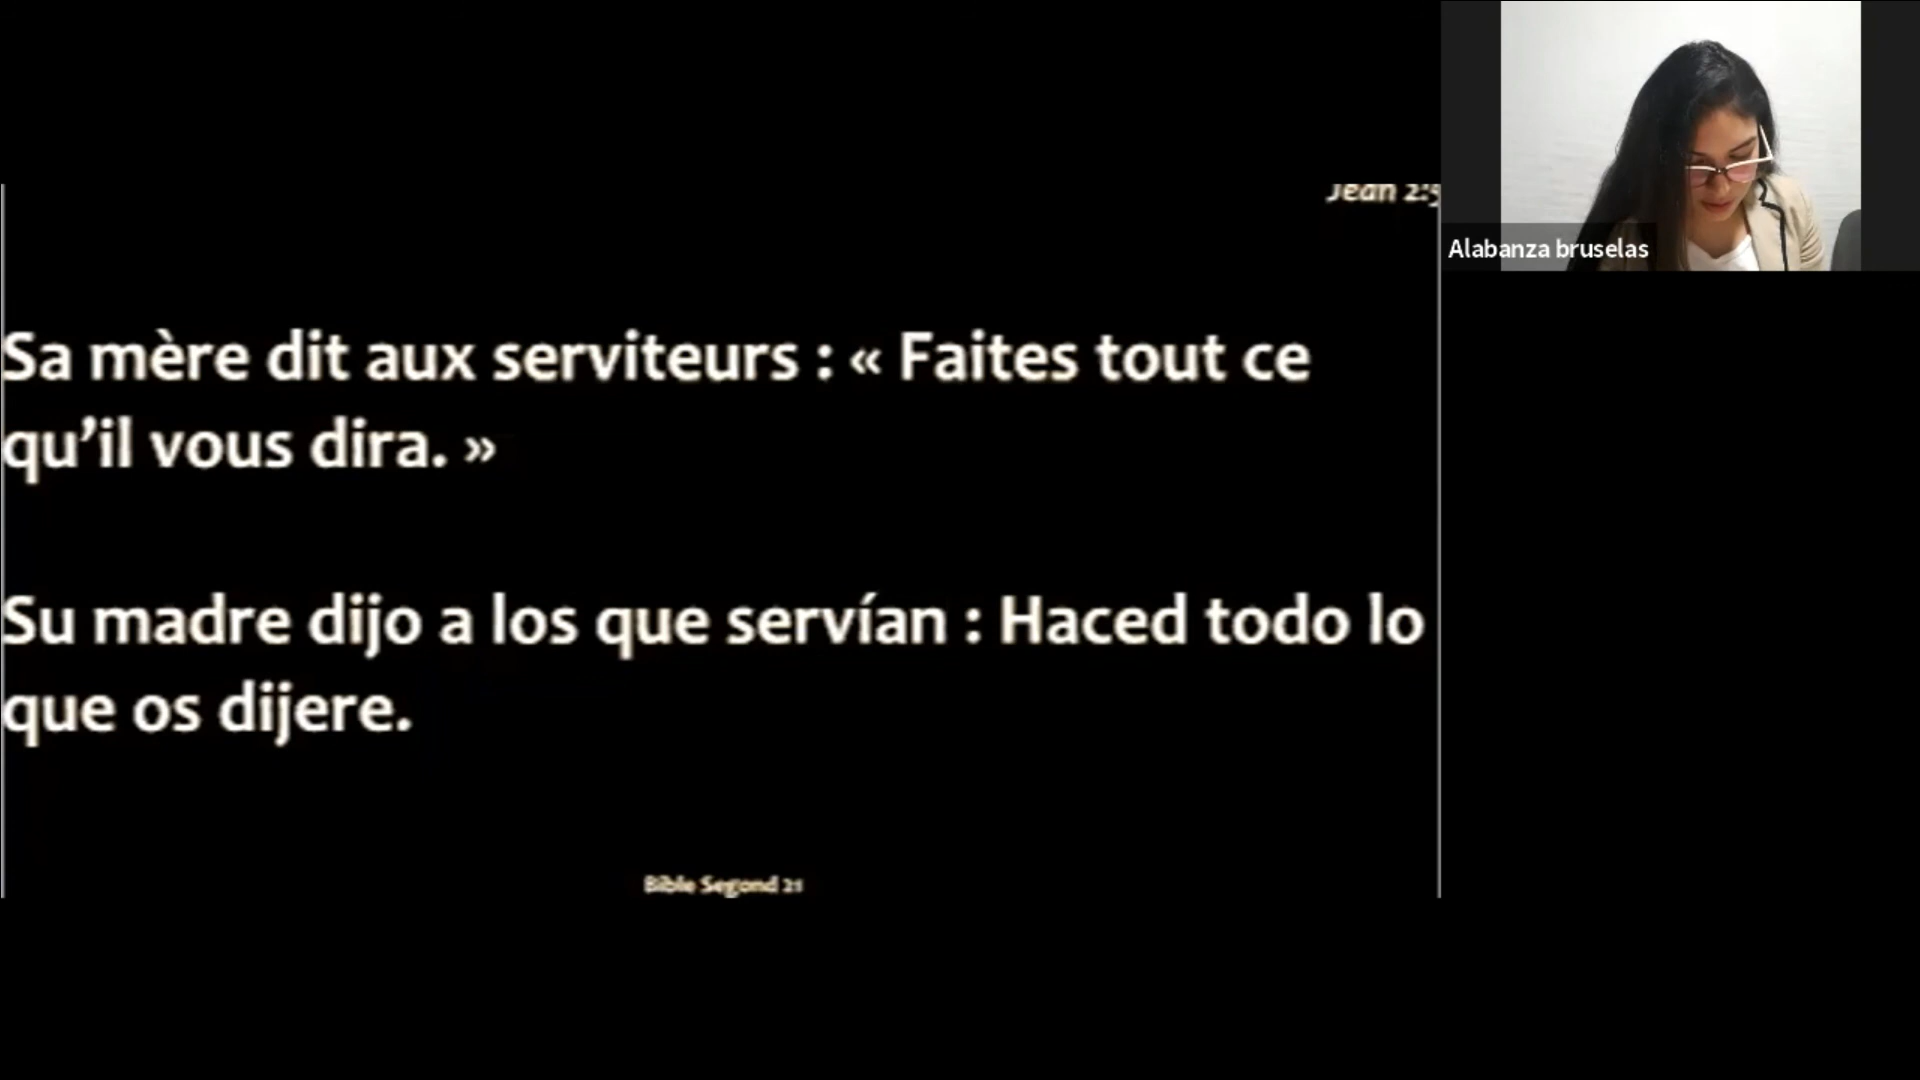 Jean 2:5
Alabanza bruselas
Sa mère dit aux serviteurs : « Faites tout ce
qu’il vous dira. »
Su madre dijo a los que servían : Haced todo lo
que os dijere.
Bible Segond 21